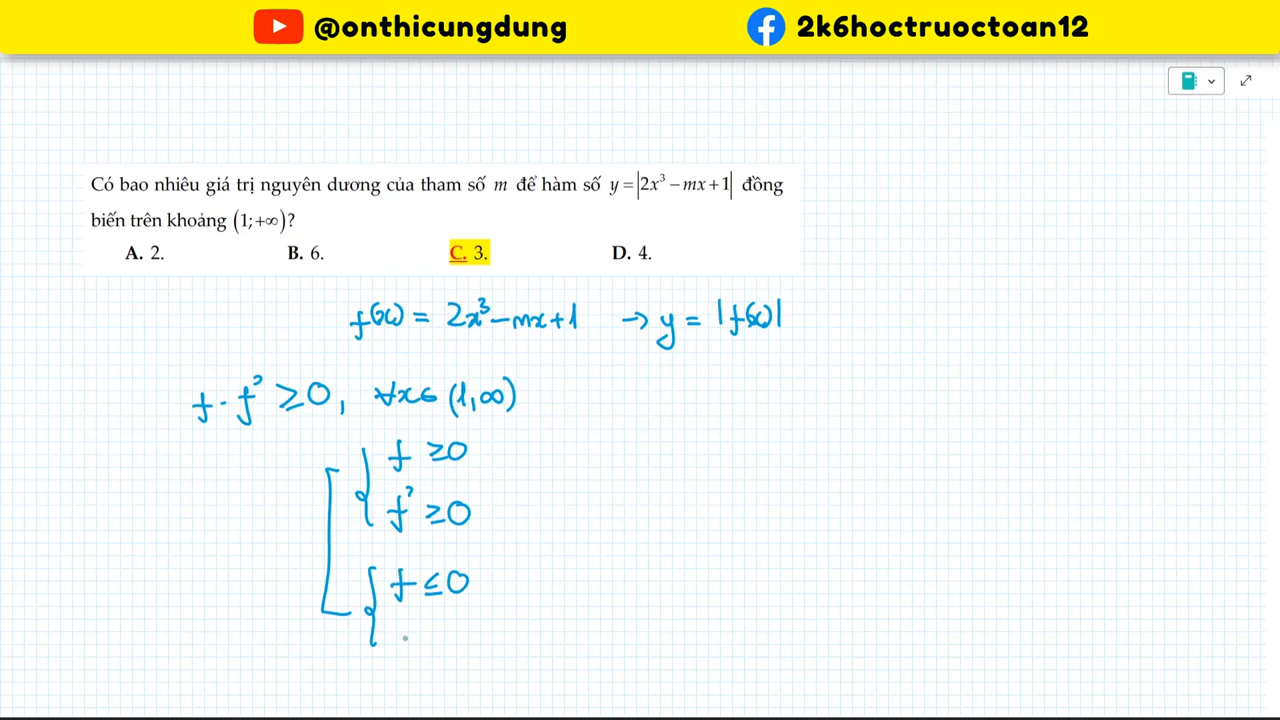 @onthicungdung 2k6hoctruoctoan12
Có bao nhiêu giá trị nguyên dương của tham số m để hàm số y = |2x³ − mx + 1| đồng
biến trên khoảng (1; +∞)?
A. 2. B. 6. C. 3. D. 4.
f(x) = 2x³ − mx + 1 → y = |f(x)|
f · f' ≥ 0, ∀x ∈ (1, ∞)
f ≥ 0
f' ≥ 0
f ≤ 0